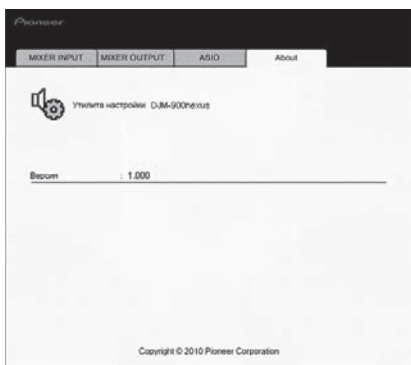 Pioneer
MIXER INPUT MIXER OUTPUT ASIO About
Утилита настройки DJM-900nexus
Версия : 1.000
Copyright © 2010 Pioneer Corporation